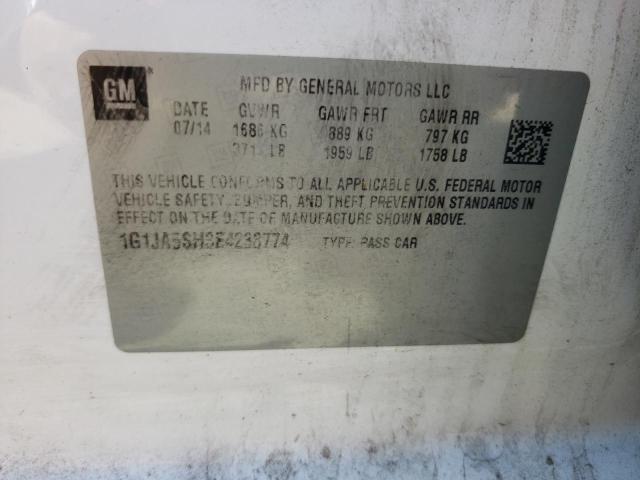 GM
MFD BY GENERAL MOTORS LLC
DATE GVWR GAWR FRT GAWR RR
07/14 1686 KG 889 KG 797 KG
LB 1959 LB 1758 LB
THIS VEHICLE CONFORMS TO ALL APPLICABLE U.S. FEDERAL MOTOR
VEHICLE SAFETY, BUMPER, AND THEFT PREVENTION STANDARDS IN
EFFECT ON THE DATE OF MANUFACTURE SHOWN ABOVE.
1G1JA5SH3E4238774 TYPE: PASS CAR